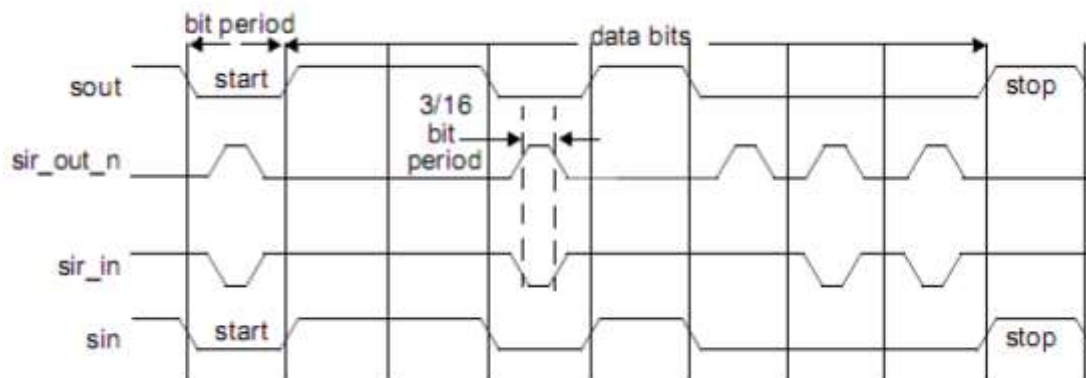 bit period
data bits
sout
start
stop
3/16
bit
period
sir_out_n
sir_in
sin
start
stop